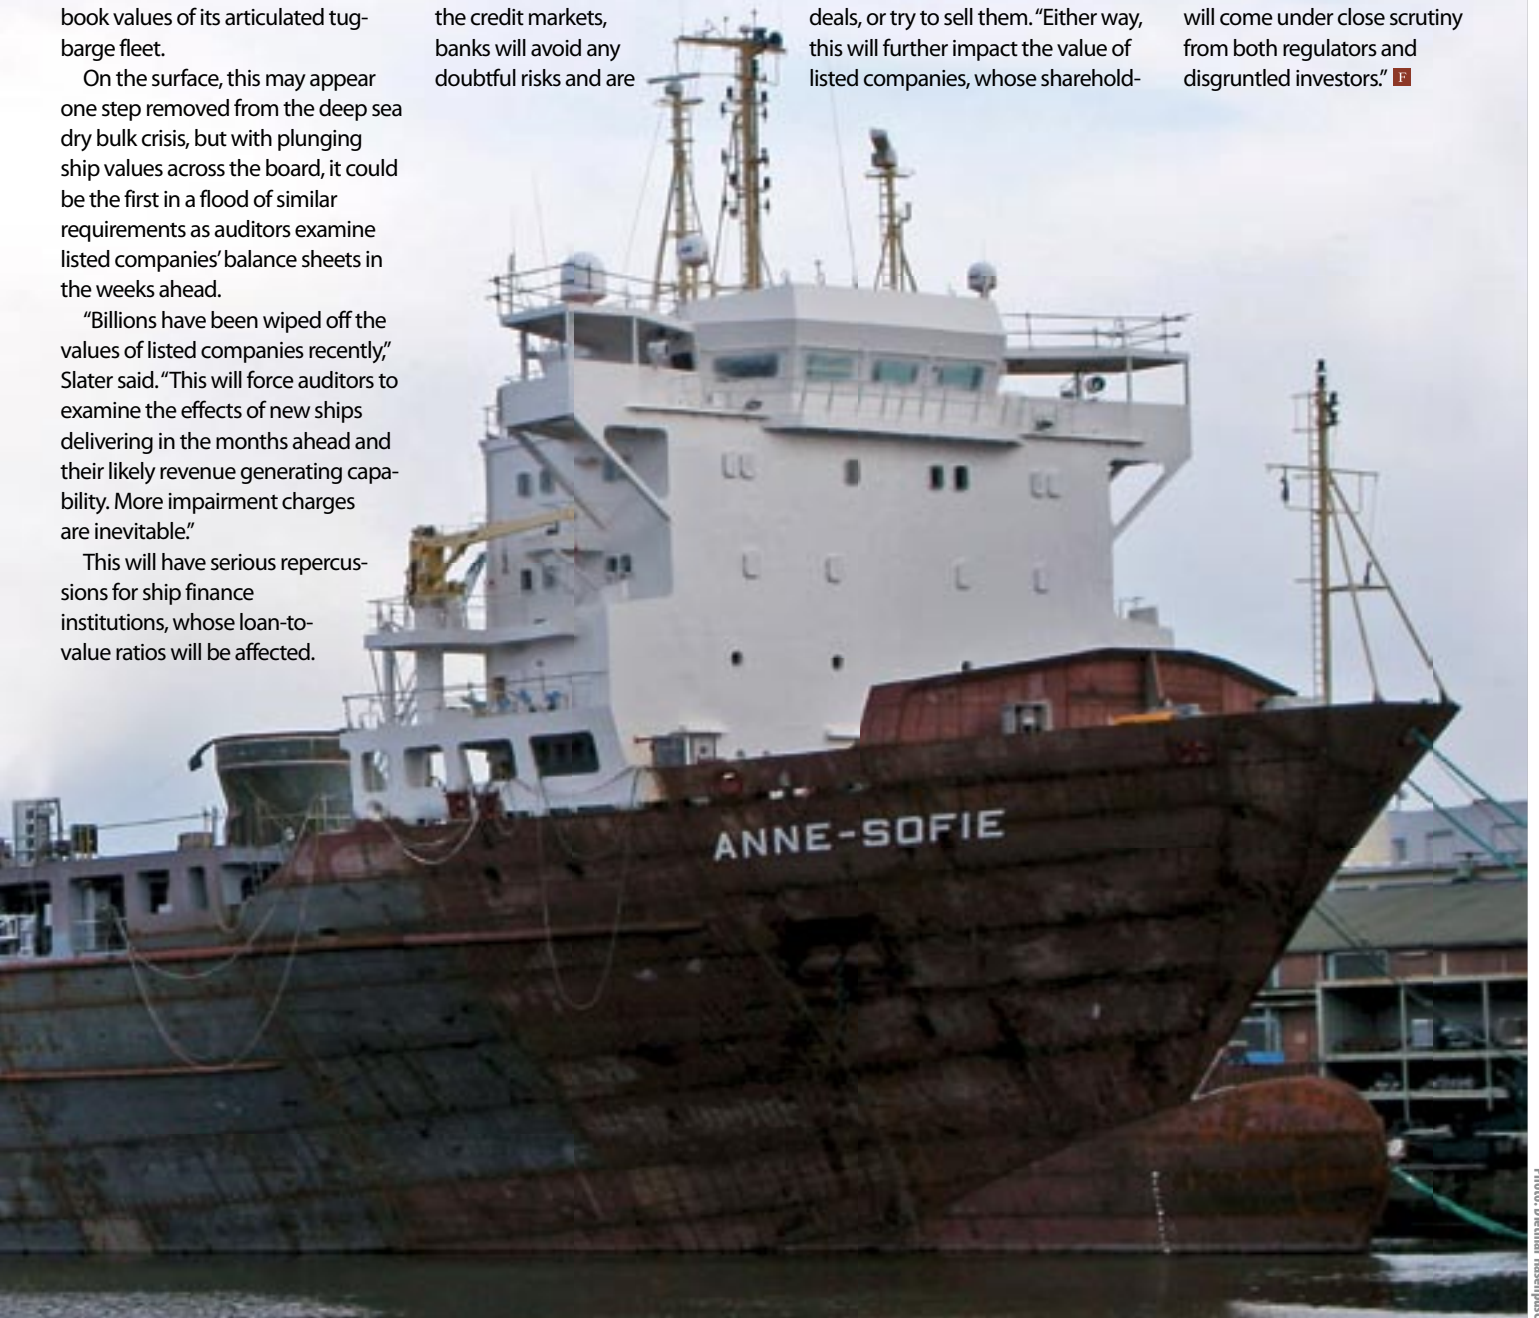 book values of its articulated tug-
barge fleet.
On the surface, this may appear
one step removed from the deep sea
dry bulk crisis, but with plunging
ship values across the board, it could
be the first in a flood of similar
requirements as auditors examine
listed companies’ balance sheets in
the weeks ahead.
“Billions have been wiped off the
values of listed companies recently,”
Slater said. “This will force auditors to
examine the effects of new ships
delivering in the months ahead and
their likely revenue generating capa-
bility. More impairment charges
are inevitable.”
This will have serious repercus-
sions for ship finance
institutions, whose loan-to-
value ratios will be affected.
the credit markets,
banks will avoid any
doubtful risks and are
deals, or try to sell them. “Either way,
this will further impact the value of
listed companies, whose sharehold-
will come under close scrutiny
from both regulators and
disgruntled investors.” F
ANNE-SOFIE